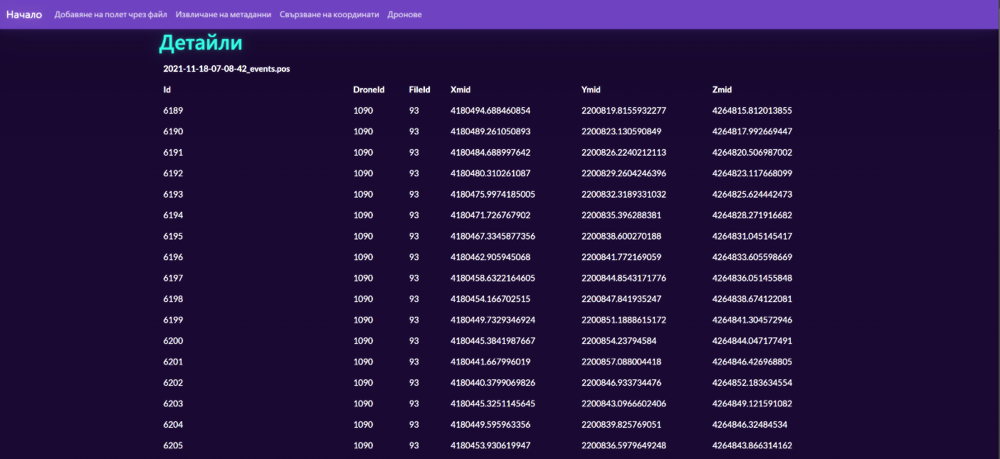 Начало Добавяне на полет чрез файл Извличане на метаданни Свързване на координати Дронове
Детайли
2021-11-18-07-08-42_events.pos
Id DroneId FileId Xmid Ymid Zmid
6189 1090 93 4180494.688460854 2200819.8155932277 4264815.812013855
6190 1090 93 4180489.261050893 2200823.130590849 4264817.992669447
6191 1090 93 4180484.688997642 2200826.2240212113 4264820.506987002
6192 1090 93 4180480.310261087 2200829.2604246396 4264823.117668099
6193 1090 93 4180475.9974185005 2200832.3189331032 4264825.624442473
6194 1090 93 4180471.726767902 2200835.396288381 4264828.271916682
6195 1090 93 4180467.3345877356 2200838.600270188 4264831.045145417
6196 1090 93 4180462.905945068 2200841.772169059 4264833.605598669
6197 1090 93 4180458.6322164605 2200844.8543171776 4264836.051455848
6198 1090 93 4180454.166702515 2200847.841935247 4264838.674122081
6199 1090 93 4180449.7329346924 2200851.1888615172 4264841.304572946
6200 1090 93 4180445.3841987667 2200854.23794584 4264844.047177491
6201 1090 93 4180441.667996019 2200857.088004418 4264846.426968805
6202 1090 93 4180440.3799069826 2200846.933734476 4264852.183634554
6203 1090 93 4180445.3251145645 2200843.0966602406 4264849.121591082
6204 1090 93 4180449.595963356 2200839.825769051 4264846.32484534
6205 1090 93 4180453.930619947 2200836.5979649248 4264843.866314162